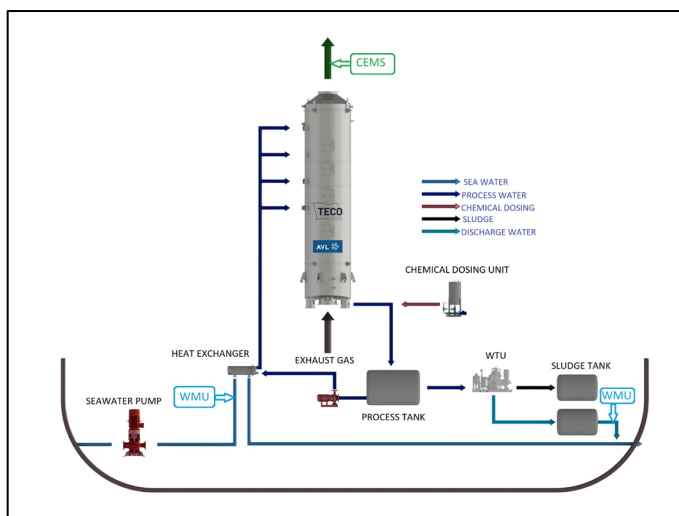 CEMS
TECO
AVL
SEA WATER
PROCESS WATER
CHEMICAL DOSING
SLUDGE
DISCHARGE WATER
CHEMICAL DOSING UNIT
HEAT EXCHANGER
EXHAUST GAS
WTU
SLUDGE TANK
WMU
WMU
SEAWATER PUMP
PROCESS TANK